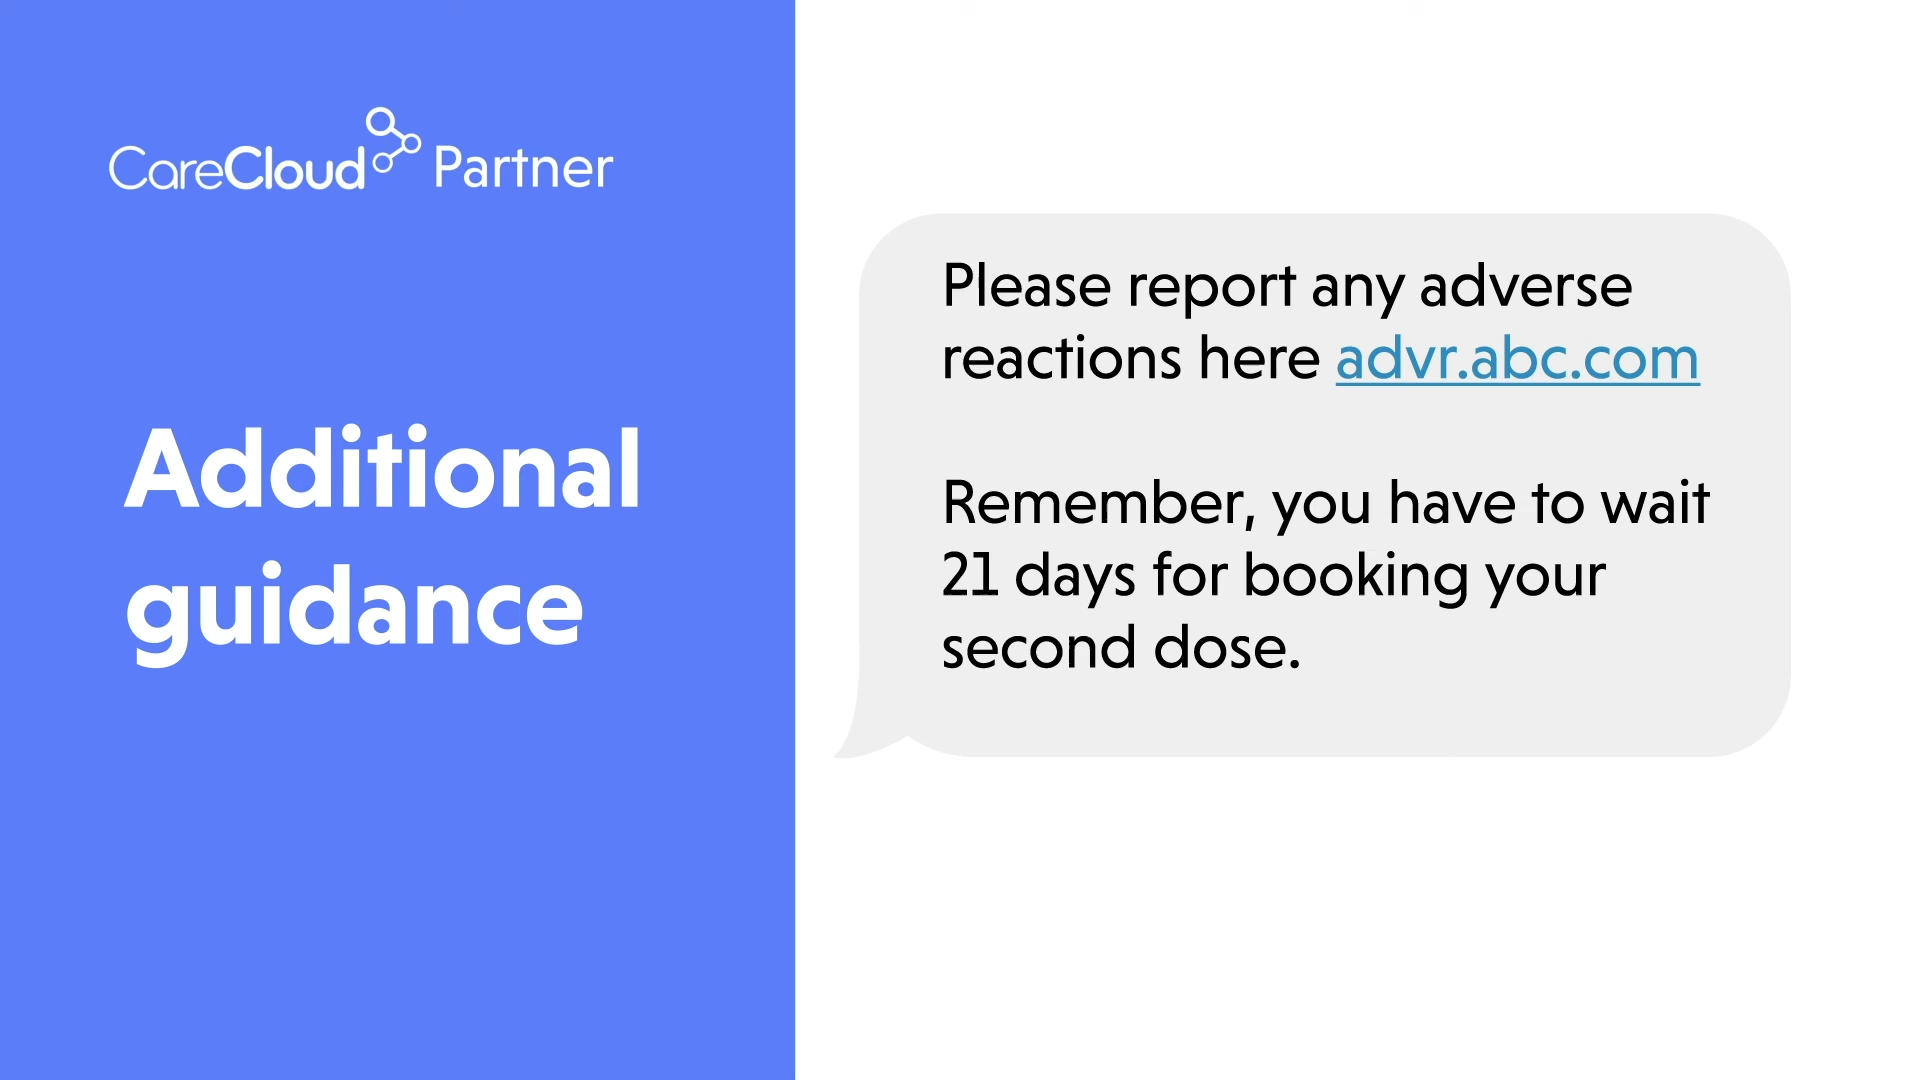 CareCloud Partner
Additional
guidance
Please report any adverse
reactions here advr.abc.com
Remember, you have to wait
21 days for booking your
second dose.